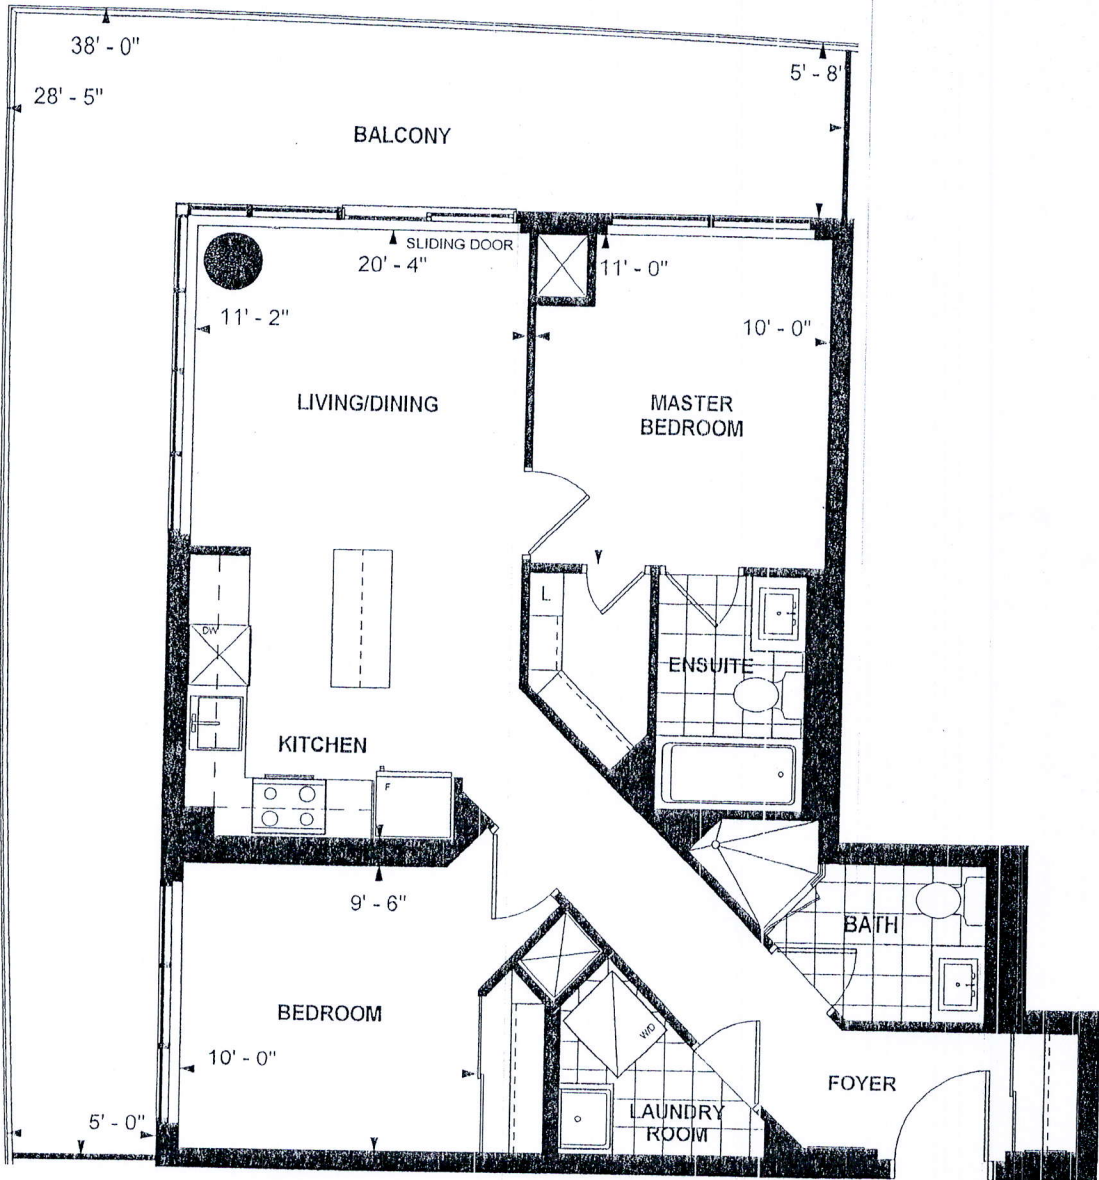 38' - 0"
5' - 8'
28' - 5"
BALCONY
SLIDING DOOR
20' - 4"
11' - 0"
11' - 2"
10' - 0"
LIVING/DINING
MASTER
BEDROOM
L
DW
ENSUITE
KITCHEN
F
9' - 6"
BATH
BEDROOM
W/D
10' - 0"
FOYER
5' - 0"
LAUNDRY
ROOM